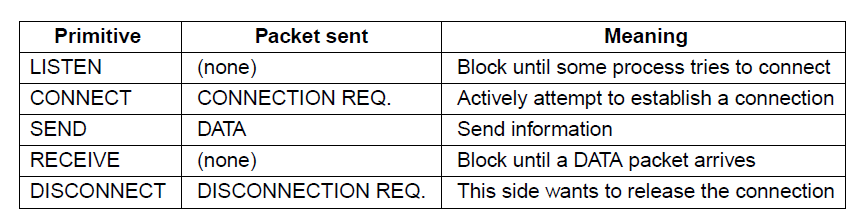 Primitive Packet sent Meaning
LISTEN (none) Block until some process tries to connect
CONNECT CONNECTION REQ. Actively attempt to establish a connection
SEND DATA Send information
RECEIVE (none) Block until a DATA packet arrives
DISCONNECT DISCONNECTION REQ. This side wants to release the connection